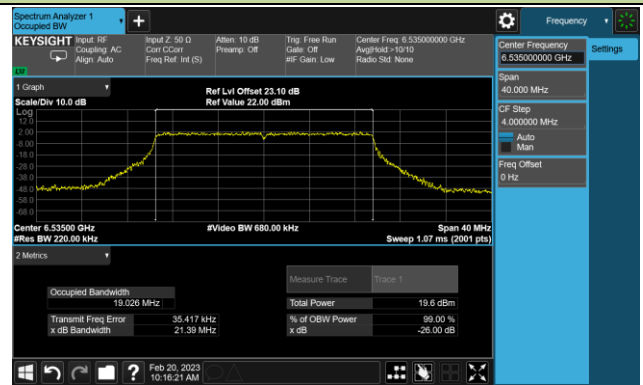 Spectrum Analyzer 1
Occupied BW
Frequency
KEYSIGHT
Input: RF
Coupling: AC
Align: Auto
Input Z: 50 Ω
Corr CCorr
Freq Ref: Int (S)
Atten: 10 dB
Preamp: Off
Trig: Free Run
Gate: Off
#IF Gain: Low
Center Freq: 6.535000000 GHz
Avg|Hold:>10/10
Radio Std: None
Center Frequency
6.535000000 GHz
Settings
Span
40.000 MHz
CF Step
4.000000 MHz
Auto
Man
Freq Offset
0 Hz
1 Graph
Scale/Div 10.0 dB
Ref Lvl Offset 23.10 dB
Ref Value 22.00 dBm
Log
12.0
2.00
-8.00
-18.0
-28.0
-38.0
-48.0
-58.0
-68.0
Center 6.53500 GHz
#Res BW 220.00 kHz
#Video BW 680.00 kHz
Span 40 MHz
Sweep 1.07 ms (2001 pts)
2 Metrics
Measure Trace
Trace 1
Occupied Bandwidth
19.026 MHz
Total Power
19.6 dBm
Transmit Freq Error
35.417 kHz
% of OBW Power
99.00 %
x dB Bandwidth
21.39 MHz
x dB
-26.00 dB
?
Feb 20, 2023
10:16:21 AM